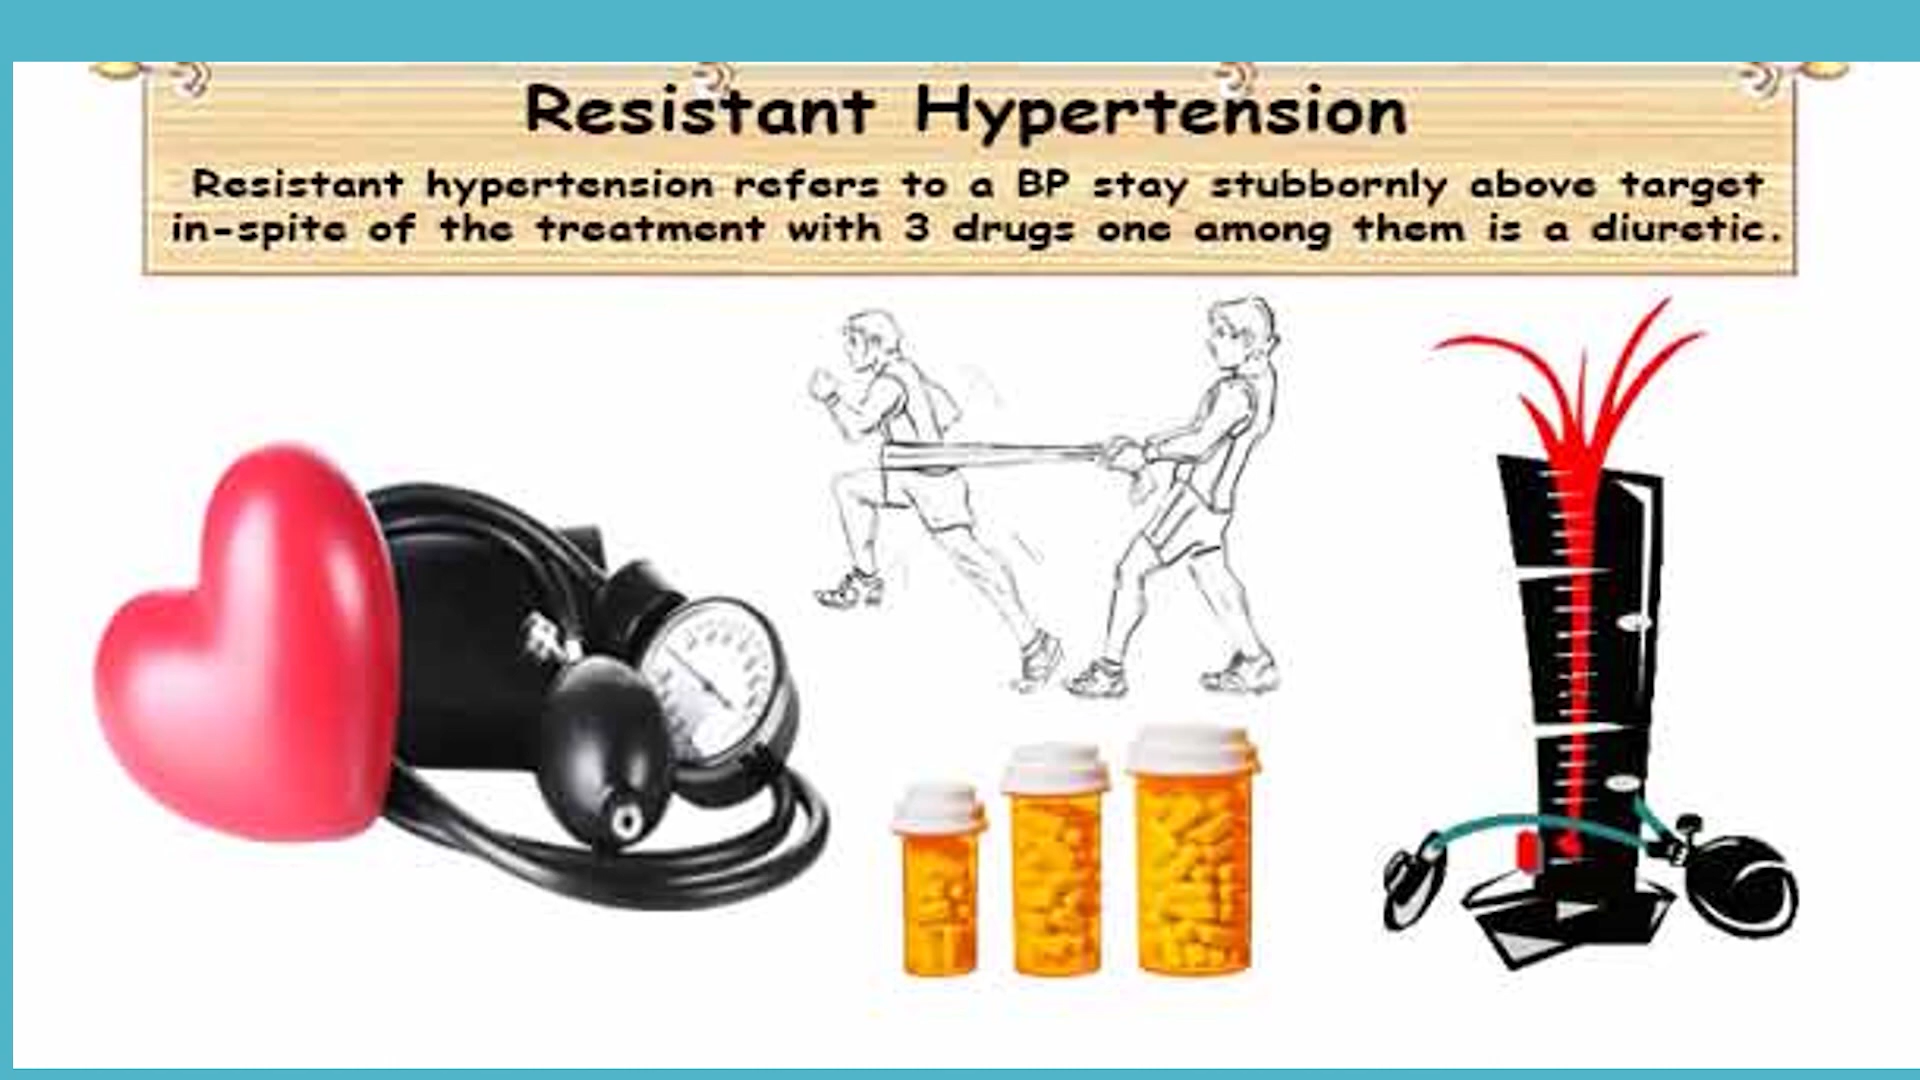 Resistant Hypertension
Resistant hypertension refers to a BP stay stubbornly above target
in-spite of the treatment with 3 drugs one among them is a diuretic.